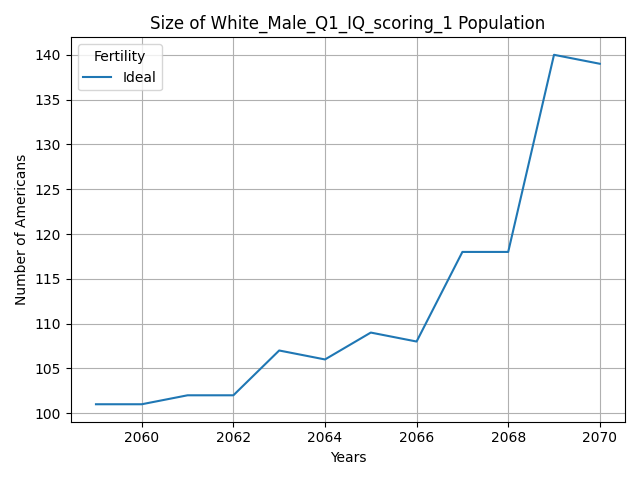 Size of White_Male_Q1_IQ_scoring_1 Population
Fertility
Ideal
Number of Americans
140
135
130
125
120
115
110
105
100
2060 2062 2064 2066 2068 2070
Years